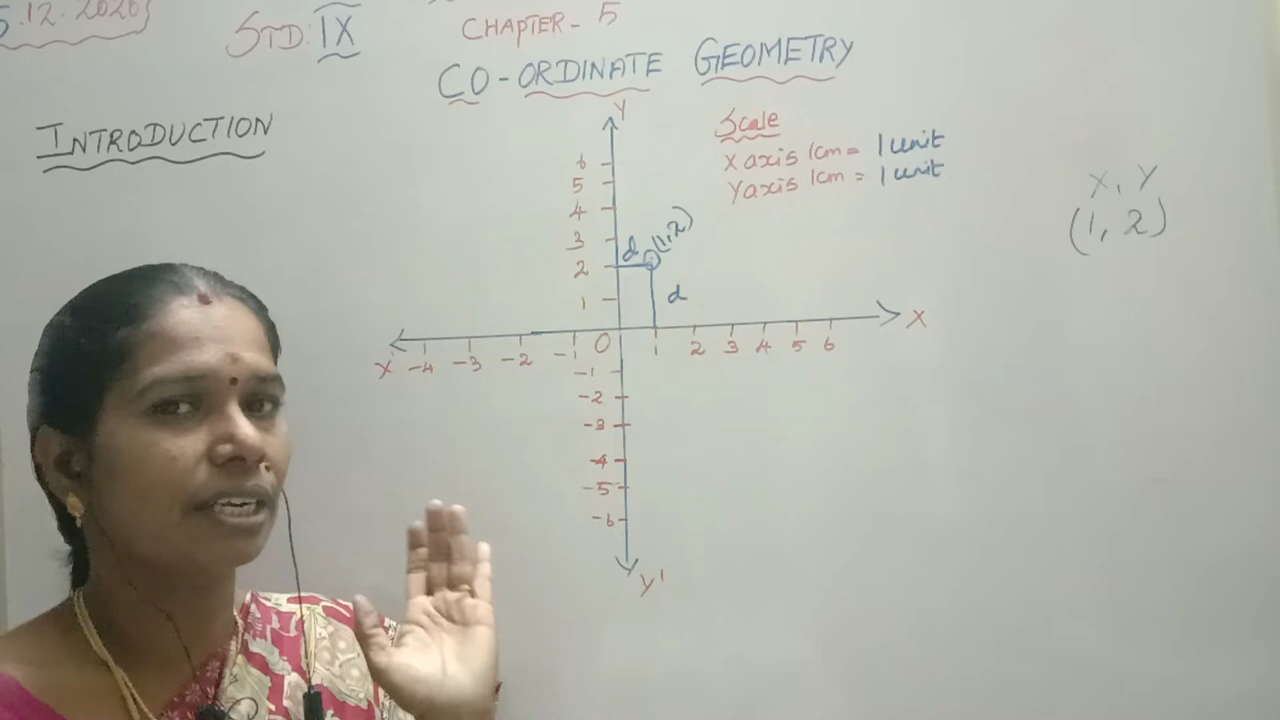 5.12.2020
STD: IX
CHAPTER - 5
CO-ORDINATE GEOMETRY
INTRODUCTION
Scale
X axis 1cm = 1 unit
Y axis 1cm = 1 unit
X, Y
(1, 2)
Y
6
5
4
3
2
1
d
(1,2)
d
X -4 -3 -2 -1 0 1 2 3 4 5 6 X
-1
-2
-3
-4
-5
-6
Y'